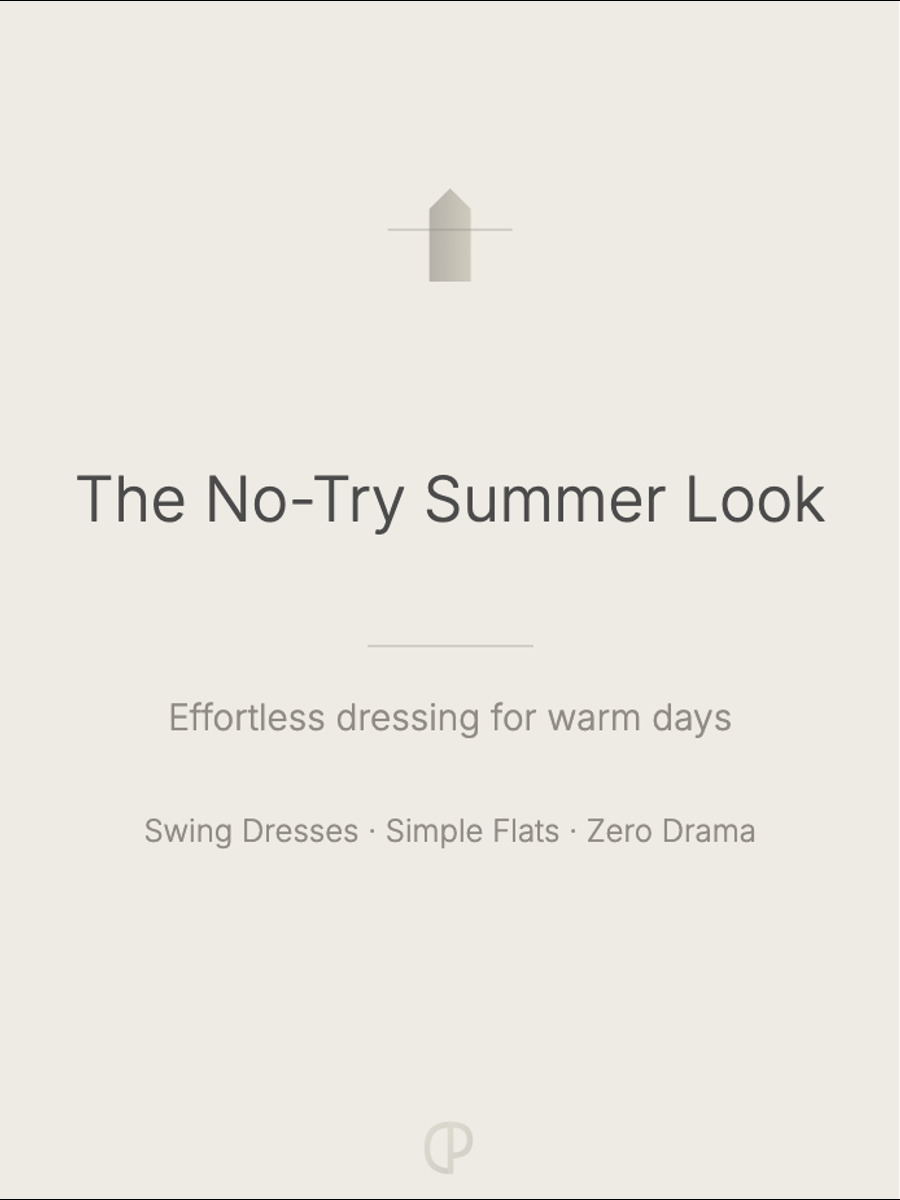 The No-Try Summer Look
Effortless dressing for warm days
Swing Dresses · Simple Flats · Zero Drama